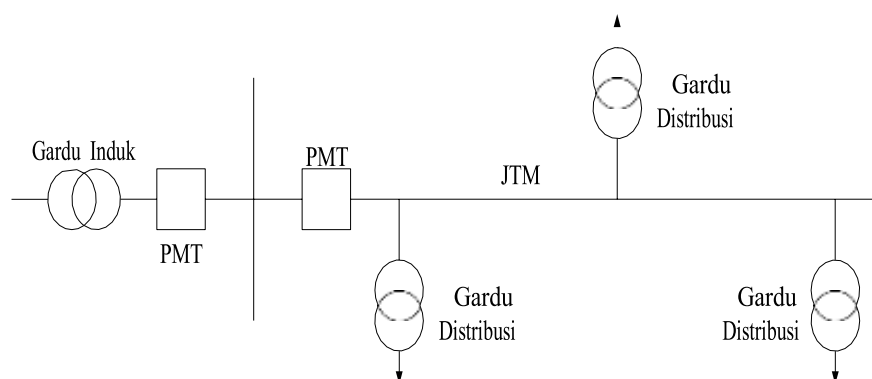 Gardu Induk
PMT
PMT
JTM
Gardu
Distribusi
Gardu
Distribusi
Gardu
Distribusi